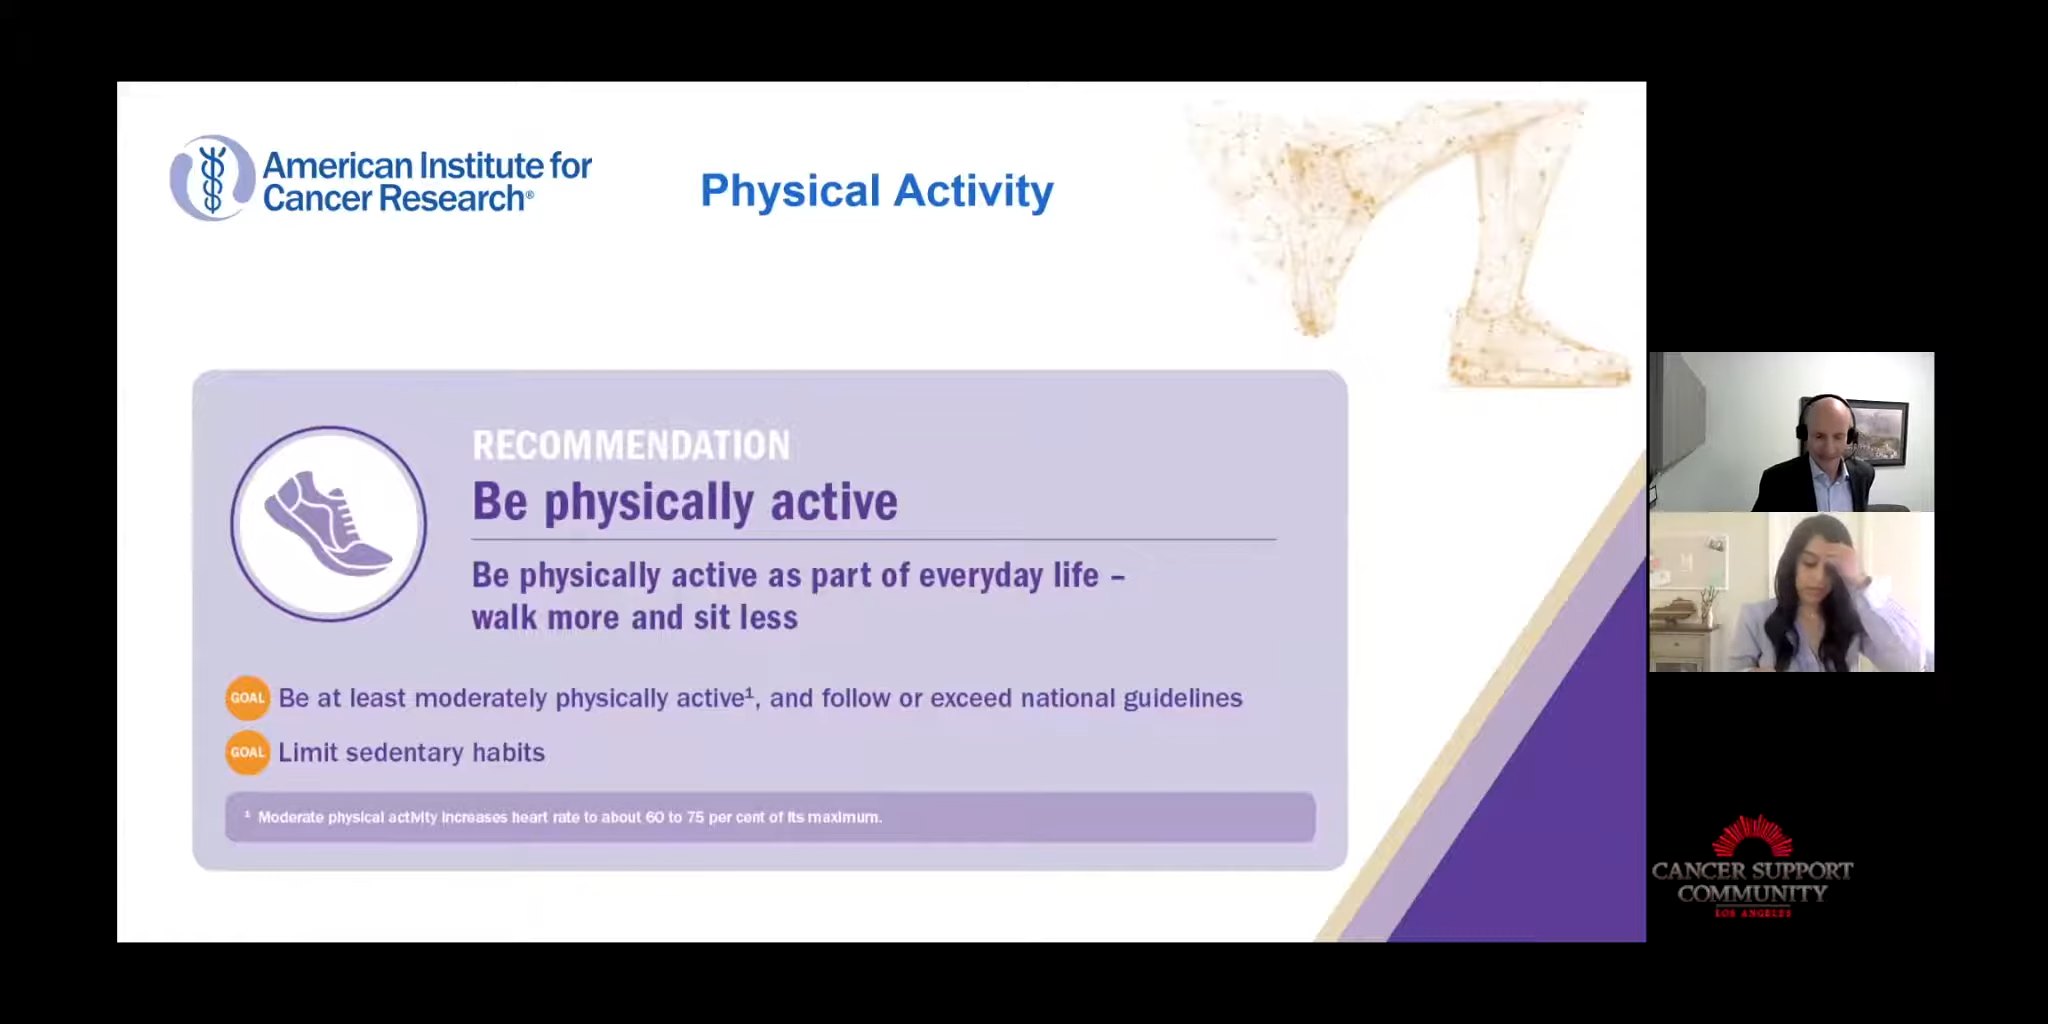 American Institute for
Cancer Research®
Physical Activity
RECOMMENDATION
Be physically active
Be physically active as part of everyday life –
walk more and sit less
GOAL Be at least moderately physically active¹, and follow or exceed national guidelines
GOAL Limit sedentary habits
¹ Moderate physical activity increases heart rate to about 60 to 75 per cent of its maximum.
CANCER SUPPORT
COMMUNITY
LOS ANGELES